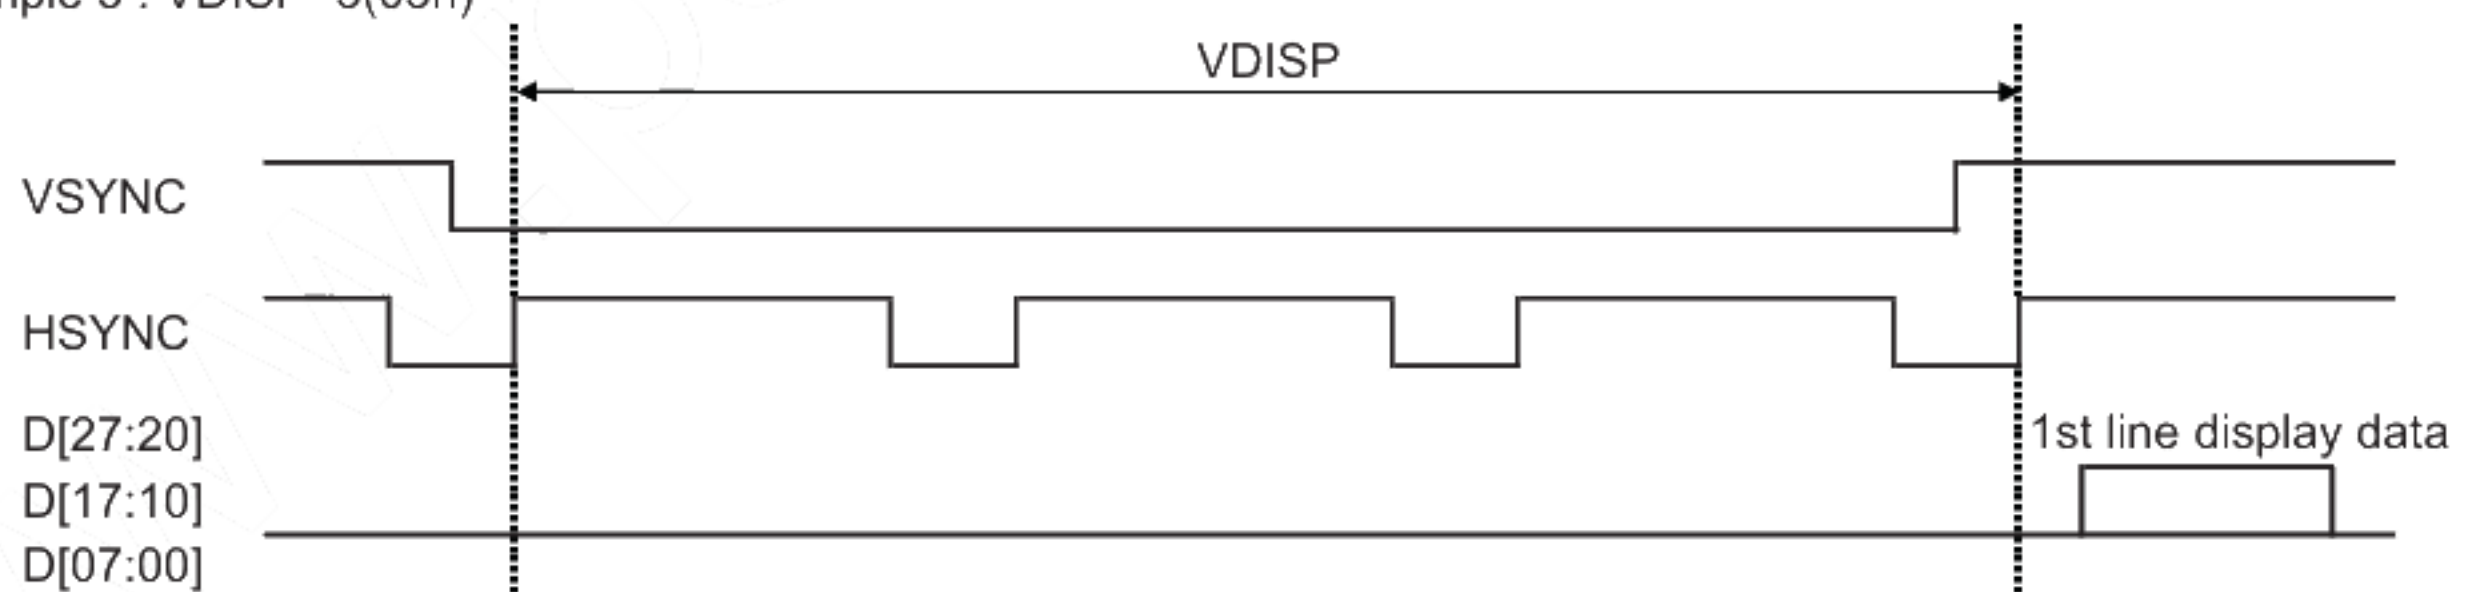 VDISP
VSYNC
HSYNC
D[27:20]
1st line display data
D[17:10]
D[07:00]